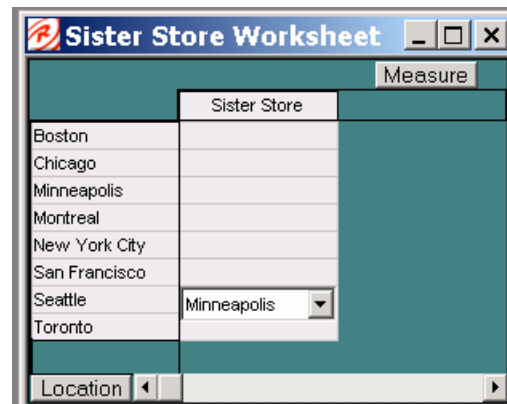 Sister Store Worksheet
Measure
Sister Store
Boston
Chicago
Minneapolis
Montreal
New York City
San Francisco
Seattle Minneapolis
Toronto
Location